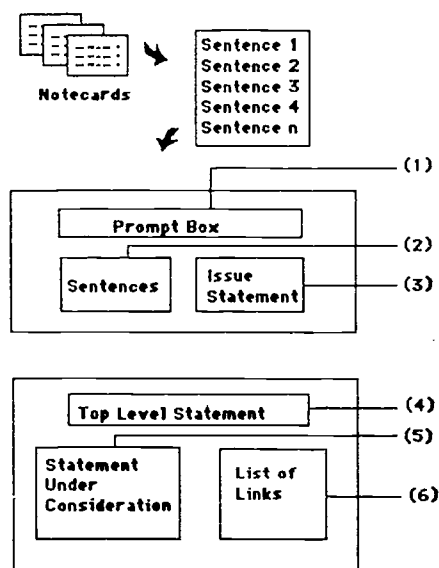 Notecards
Sentence 1
Sentence 2
Sentence 3
Sentence 4
Sentence n
(1)
Prompt Box
(2)
Sentences
Issue
Statement
(3)
Top Level Statement
(4)
(5)
Statement
Under
Consideration
List of
Links
(6)